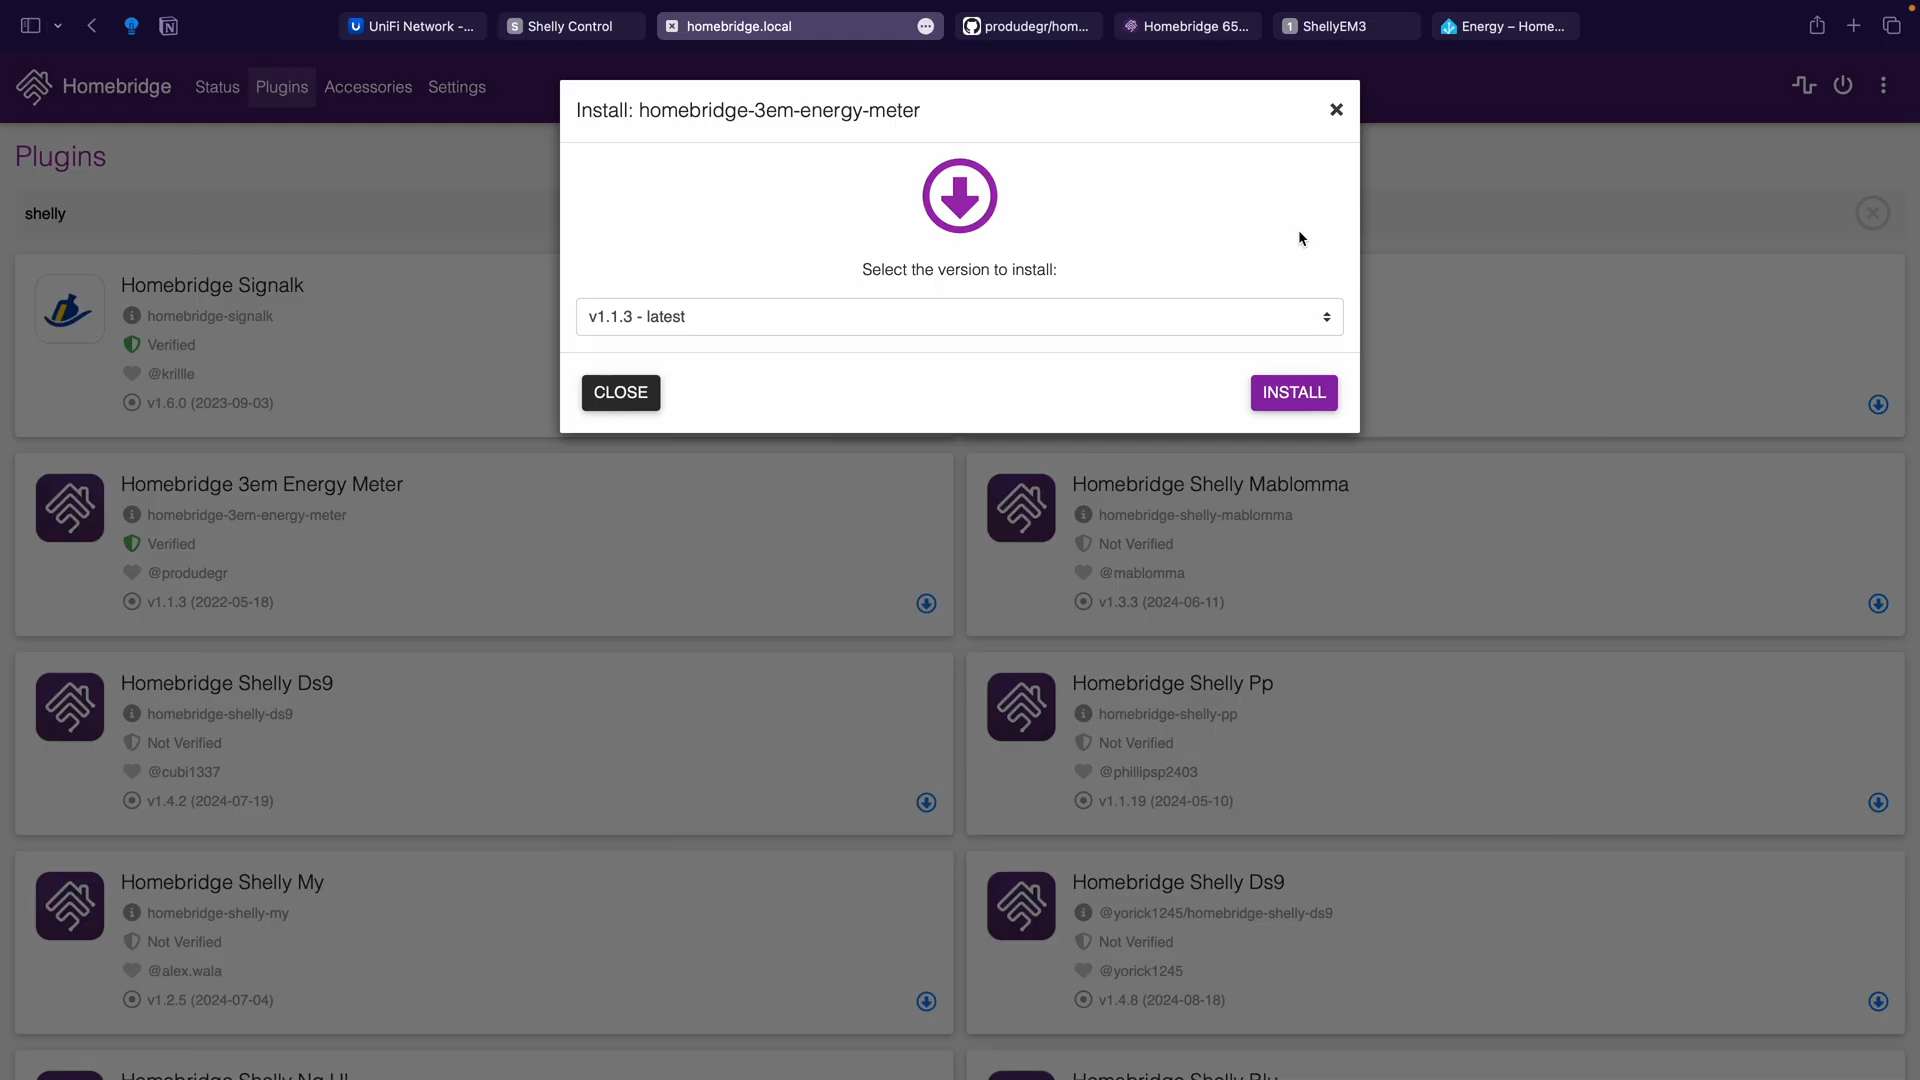 UniFi Network -...
Shelly Control
homebridge.local
produdegr/hom...
Homebridge 65...
1
ShellyEM3
Energy – Home...
Homebridge
Status
Plugins
Accessories
Settings
Install: homebridge-3em-energy-meter
Select the version to install:
v1.1.3 - latest
CLOSE
INSTALL
Plugins
shelly
Homebridge Signalk
homebridge-signalk
Verified
@krillle
v1.6.0 (2023-09-03)
Homebridge 3em Energy Meter
homebridge-3em-energy-meter
Verified
@produdegr
v1.1.3 (2022-05-18)
Homebridge Shelly Mablomma
homebridge-shelly-mablomma
Not Verified
@mablomma
v1.3.3 (2024-06-11)
Homebridge Shelly Ds9
homebridge-shelly-ds9
Not Verified
@cubi1337
v1.4.2 (2024-07-19)
Homebridge Shelly Pp
homebridge-shelly-pp
Not Verified
@phillipsp2403
v1.1.19 (2024-05-10)
Homebridge Shelly My
homebridge-shelly-my
Not Verified
@alex.wala
v1.2.5 (2024-07-04)
Homebridge Shelly Ds9
@yorick1245/homebridge-shelly-ds9
Not Verified
@yorick1245
v1.4.8 (2024-08-18)
Homebridge Shelly
Homebridge Shelly Blu